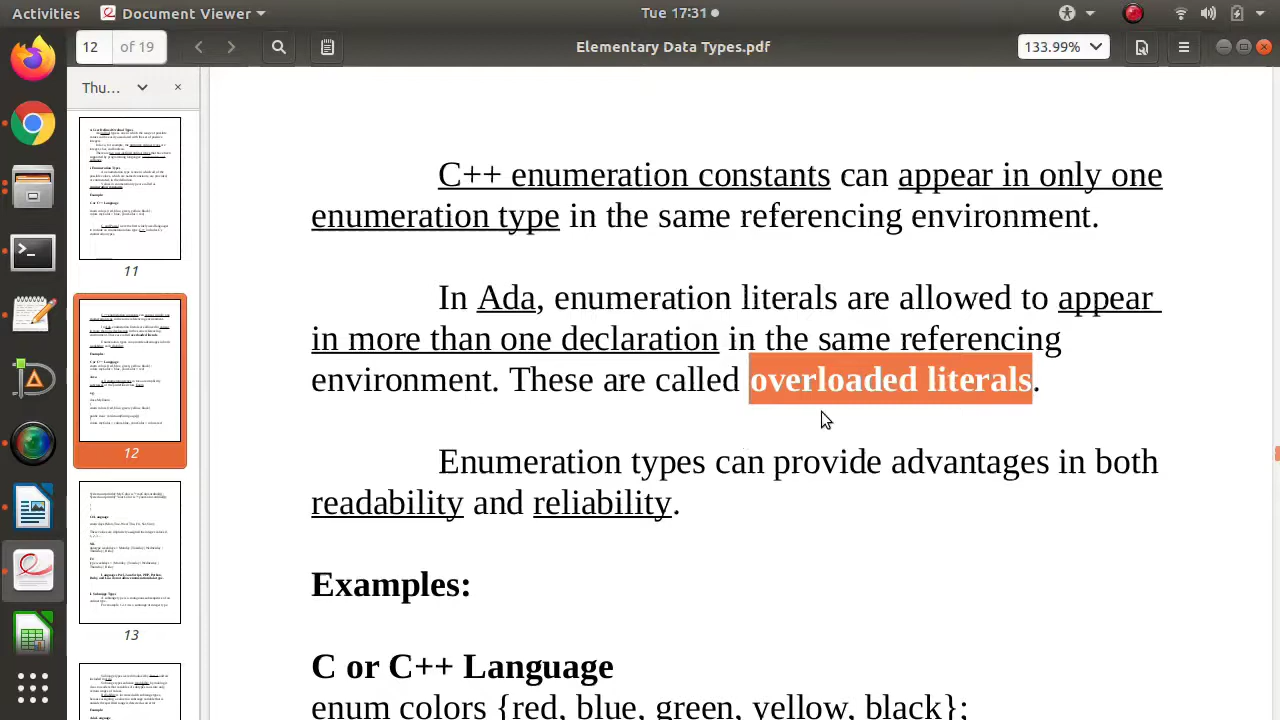 Activities Document Viewer Tue 17:31
12 of 19 Elementary Data Types.pdf 133.99%
Thu...
11
12
13
C++ enumeration constants can appear in only one
enumeration type in the same referencing environment.
In Ada, enumeration literals are allowed to appear
in more than one declaration in the same referencing
environment. These are called overloaded literals.
Enumeration types can provide advantages in both
readability and reliability.
Examples:
C or C++ Language
enum colors {red, blue, green, yellow, black};